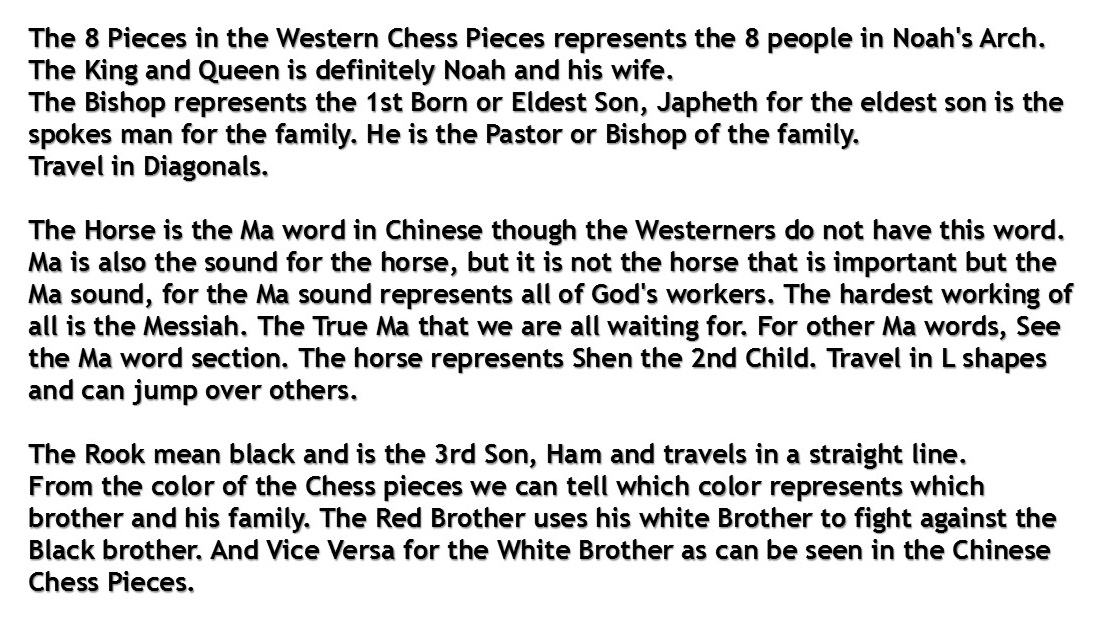 The 8 Pieces in the Western Chess Pieces represents the 8 people in Noah's Arch.
The King and Queen is definitely Noah and his wife.
The Bishop represents the 1st Born or Eldest Son, Japheth for the eldest son is the
spokes man for the family. He is the Pastor or Bishop of the family.
Travel in Diagonals.
The Horse is the Ma word in Chinese though the Westerners do not have this word.
Ma is also the sound for the horse, but it is not the horse that is important but the
Ma sound, for the Ma sound represents all of God's workers. The hardest working of
all is the Messiah. The True Ma that we are all waiting for. For other Ma words, See
the Ma word section. The horse represents Shen the 2nd Child. Travel in L shapes
and can jump over others.
The Rook mean black and is the 3rd Son, Ham and travels in a straight line.
From the color of the Chess pieces we can tell which color represents which
brother and his family. The Red Brother uses his white Brother to fight against the
Black brother. And Vice Versa for the White Brother as can be seen in the Chinese
Chess Pieces.